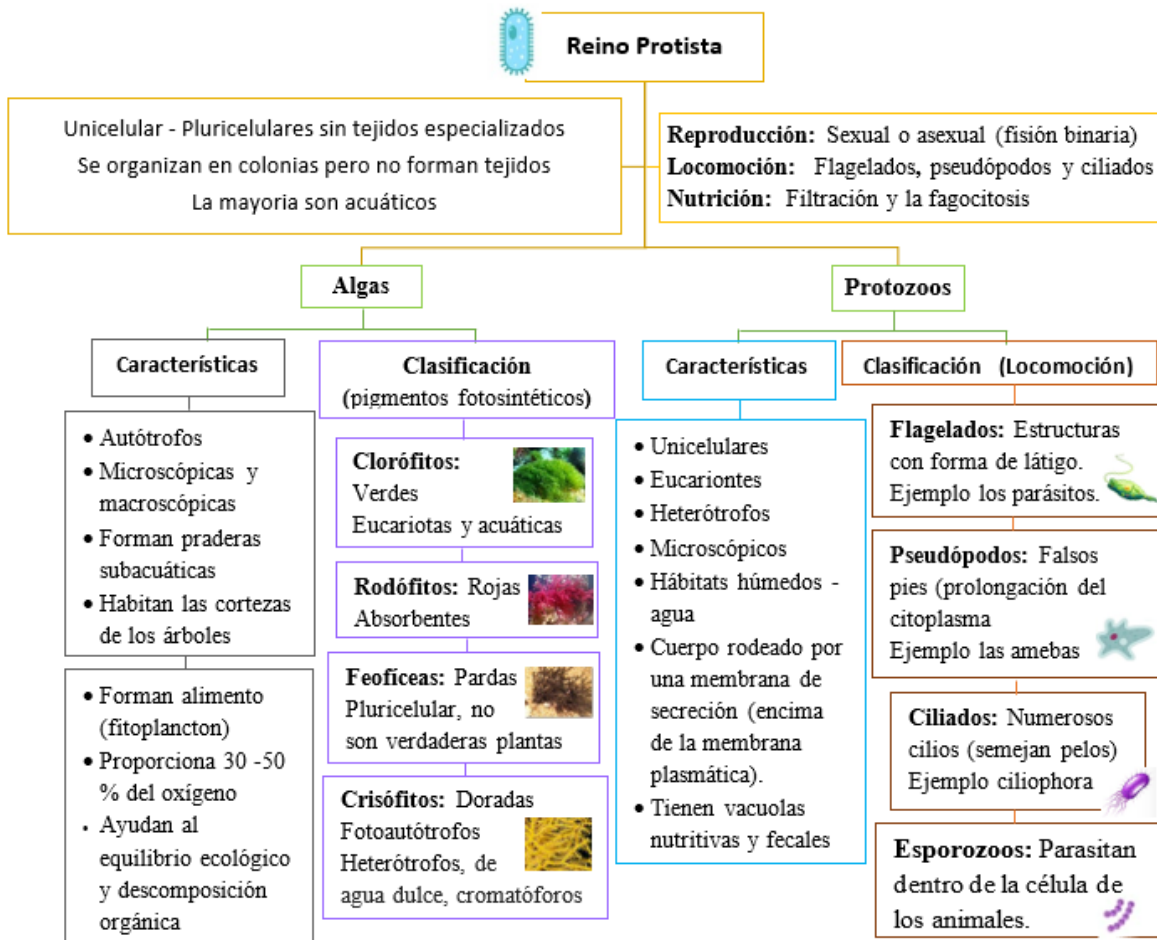 Reino Protista
Unicelular - Pluricelulares sin tejidos especializados
Se organizan en colonias pero no forman tejidos
La mayoria son acuáticos
Reproducción: Sexual o asexual (fisión binaria)
Locomoción: Flagelados, pseudópodos y ciliados
Nutrición: Filtración y la fagocitosis
Algas
Características
• Autótrofos
• Microscópicas y
macroscópicas
• Forman praderas
subacuáticas
• Habitan las cortezas
de los árboles
• Forman alimento
(fitoplancton)
• Proporciona 30 -50
% del oxígeno
• Ayudan al
equilibrio ecológico
y descomposición
orgánica
Clasificación
(pigmentos fotosintéticos)
Clorófitos:
Verdes
Eucariotas y acuáticas
Rodófitos: Rojas
Absorbentes
Feofíceas: Pardas
Pluricelular, no
son verdaderas plantas
Crisófitos: Doradas
Fotoautótrofos
Heterótrofos, de
agua dulce, cromatóforos
Protozoos
Características
• Unicelulares
• Eucariontes
• Heterótrofos
• Microscópicos
• Hábitats húmedos -
agua
• Cuerpo rodeado por
una membrana de
secreción (encima
de la membrana
plasmática).
• Tienen vacuolas
nutritivas y fecales
Clasificación (Locomoción)
Flagelados: Estructuras
con forma de látigo.
Ejemplo los parásitos.
Pseudópodos: Falsos
pies (prolongación del
citoplasma
Ejemplo las amebas
Ciliados: Numerosos
cilios (semejan pelos)
Ejemplo ciliophora
Esporozoos: Parasitan
dentro de la célula de
los animales.